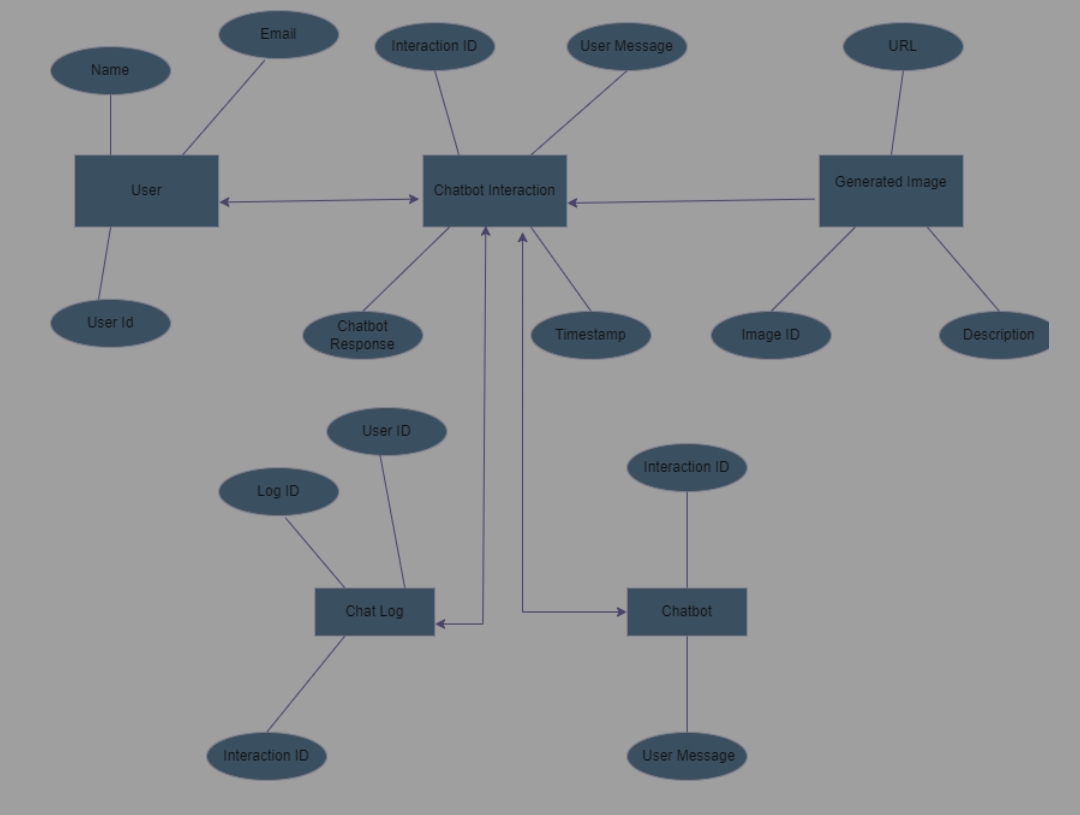 Email
Interaction ID
User Message
URL
Name
User
Chatbot Interaction
Generated Image
User Id
Chatbot
Response
Timestamp
Image ID
Description
User ID
Log ID
Interaction ID
Chat Log
Chatbot
Interaction ID
User Message